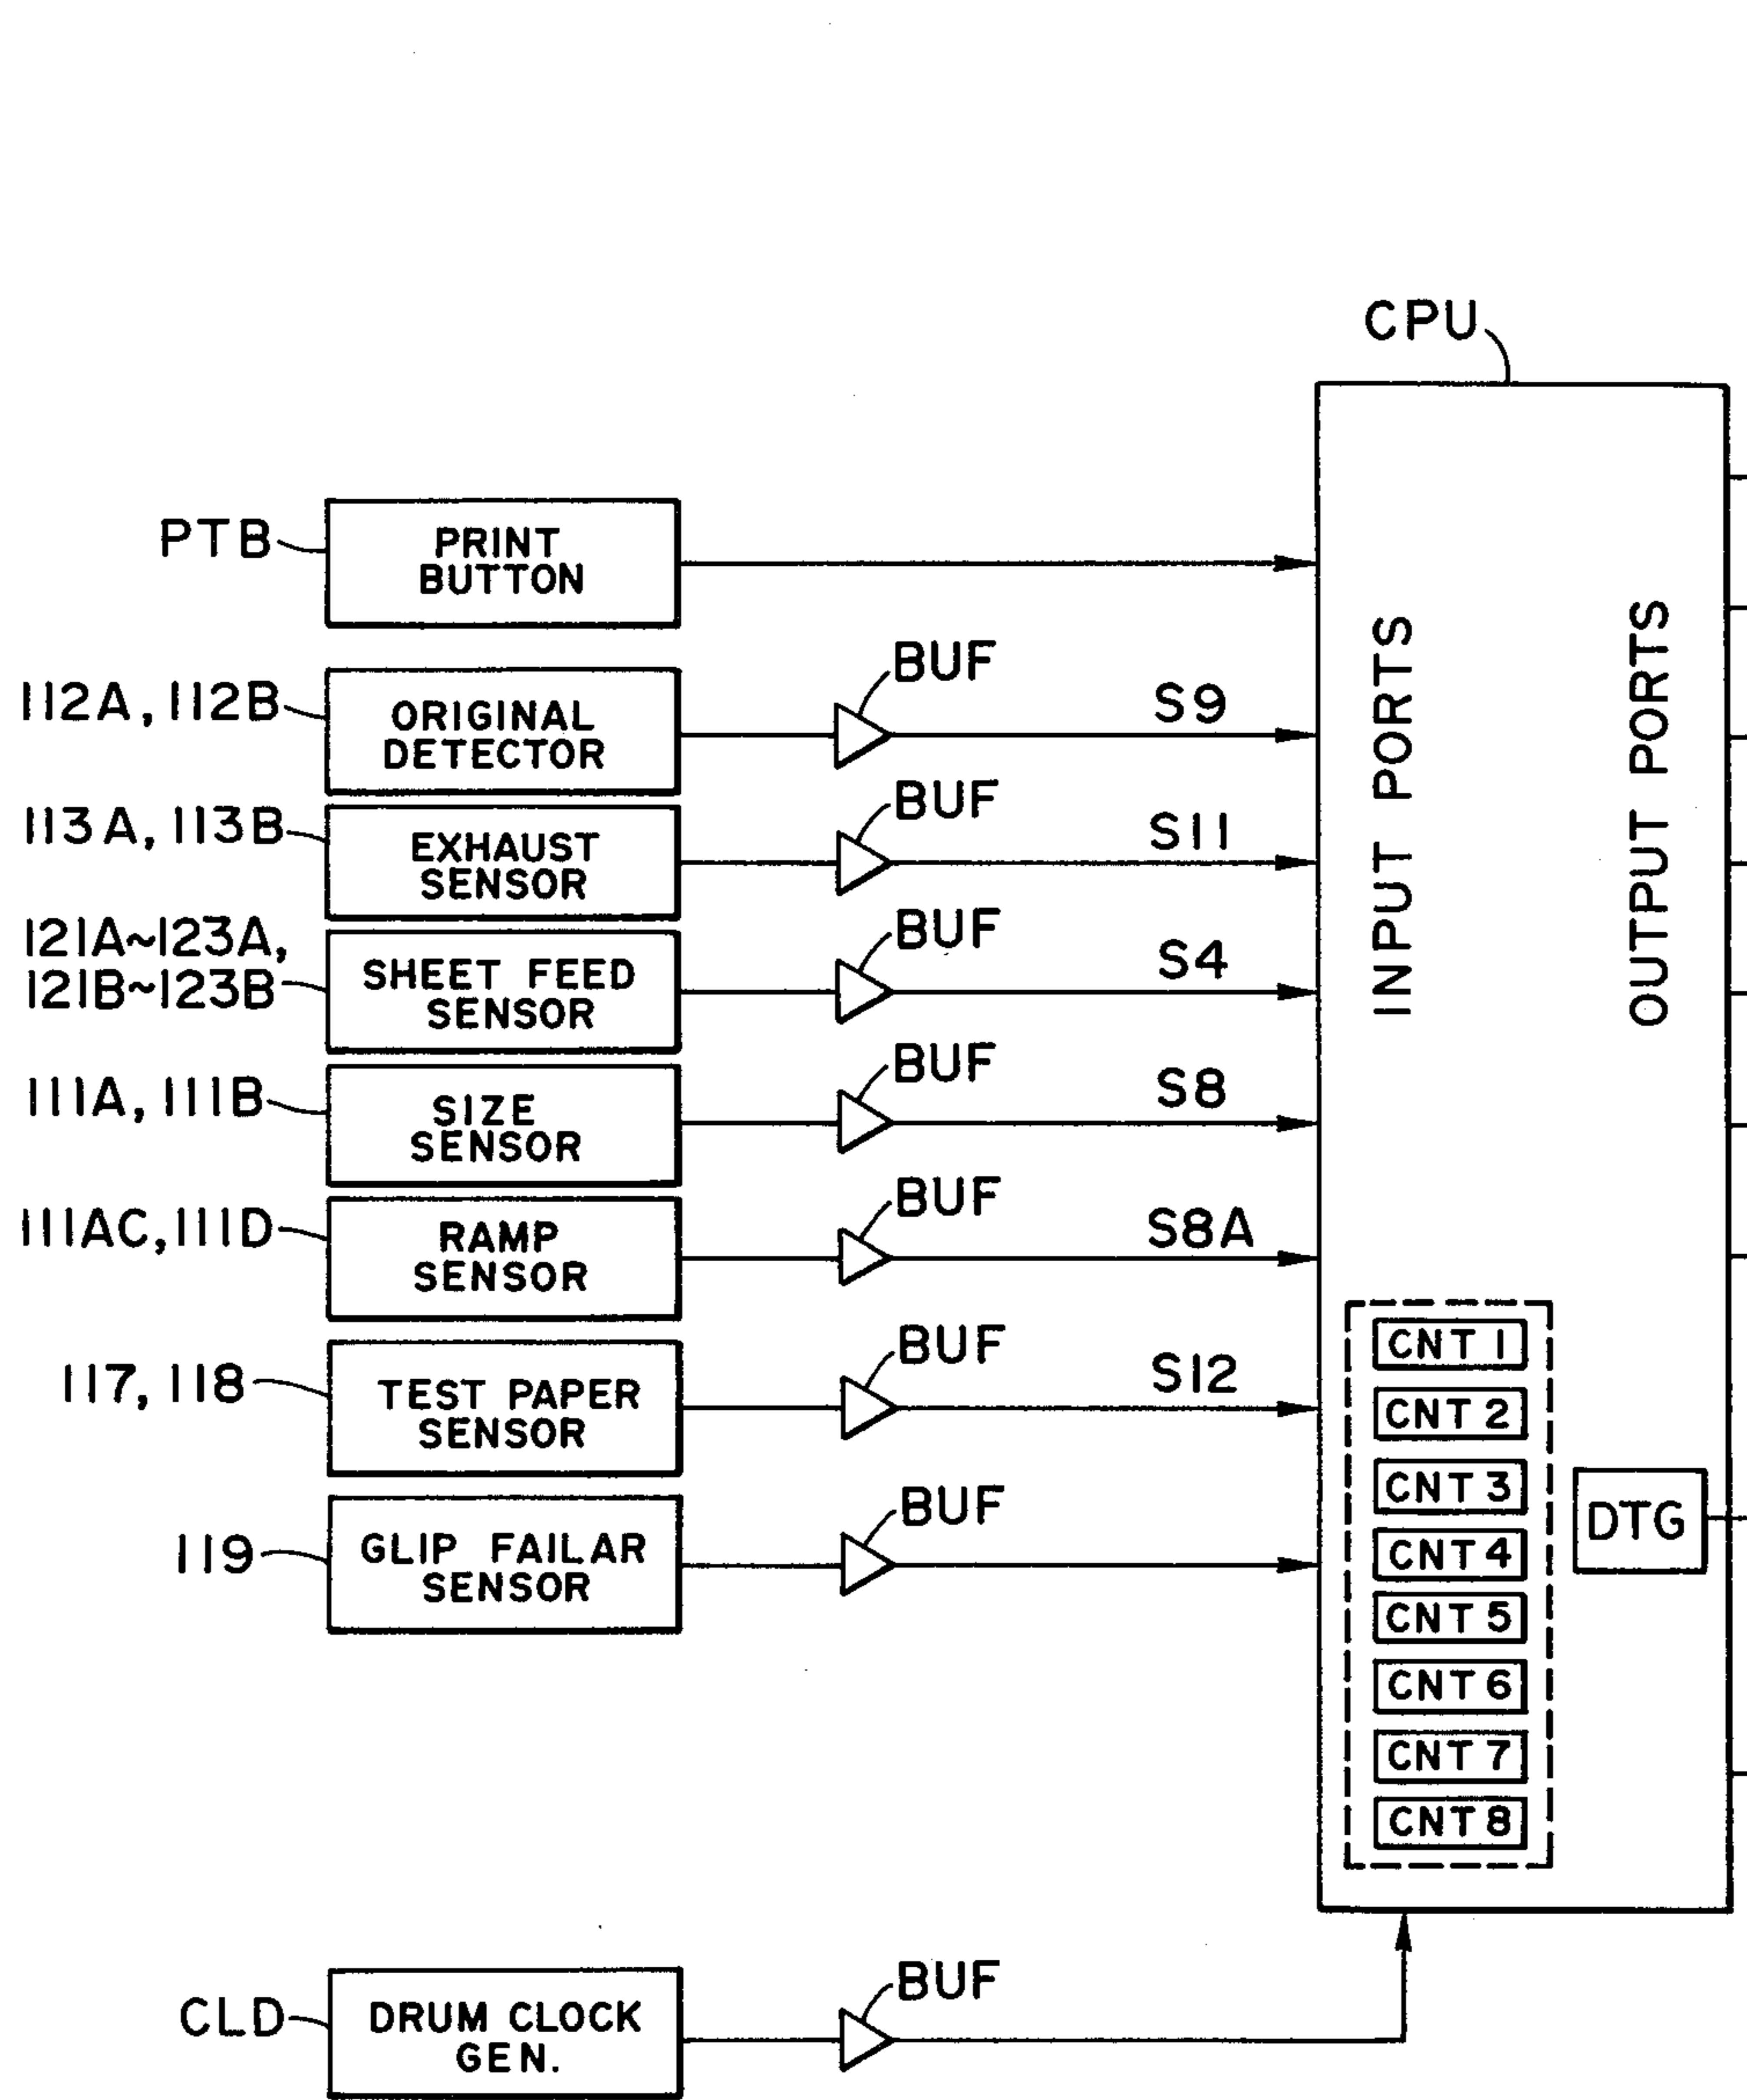 CPU
PTB
PRINT
BUTTON
112A, 112B
ORIGINAL
DETECTOR
BUF
S9
113A, 113B
EXHAUST
SENSOR
BUF
S11
121A~123A,
121B~123B
SHEET FEED
SENSOR
BUF
S4
111A, 111B
SIZE
SENSOR
BUF
S8
111AC, 111D
RAMP
SENSOR
BUF
S8A
117, 118
TEST PAPER
SENSOR
BUF
S12
119
GLIP FAILAR
SENSOR
BUF
INPUT PORTS
OUTPUT PORTS
CNT 1
CNT 2
CNT 3
CNT 4
CNT 5
CNT 6
CNT 7
CNT 8
DTG
CLD
DRUM CLOCK
GEN.
BUF